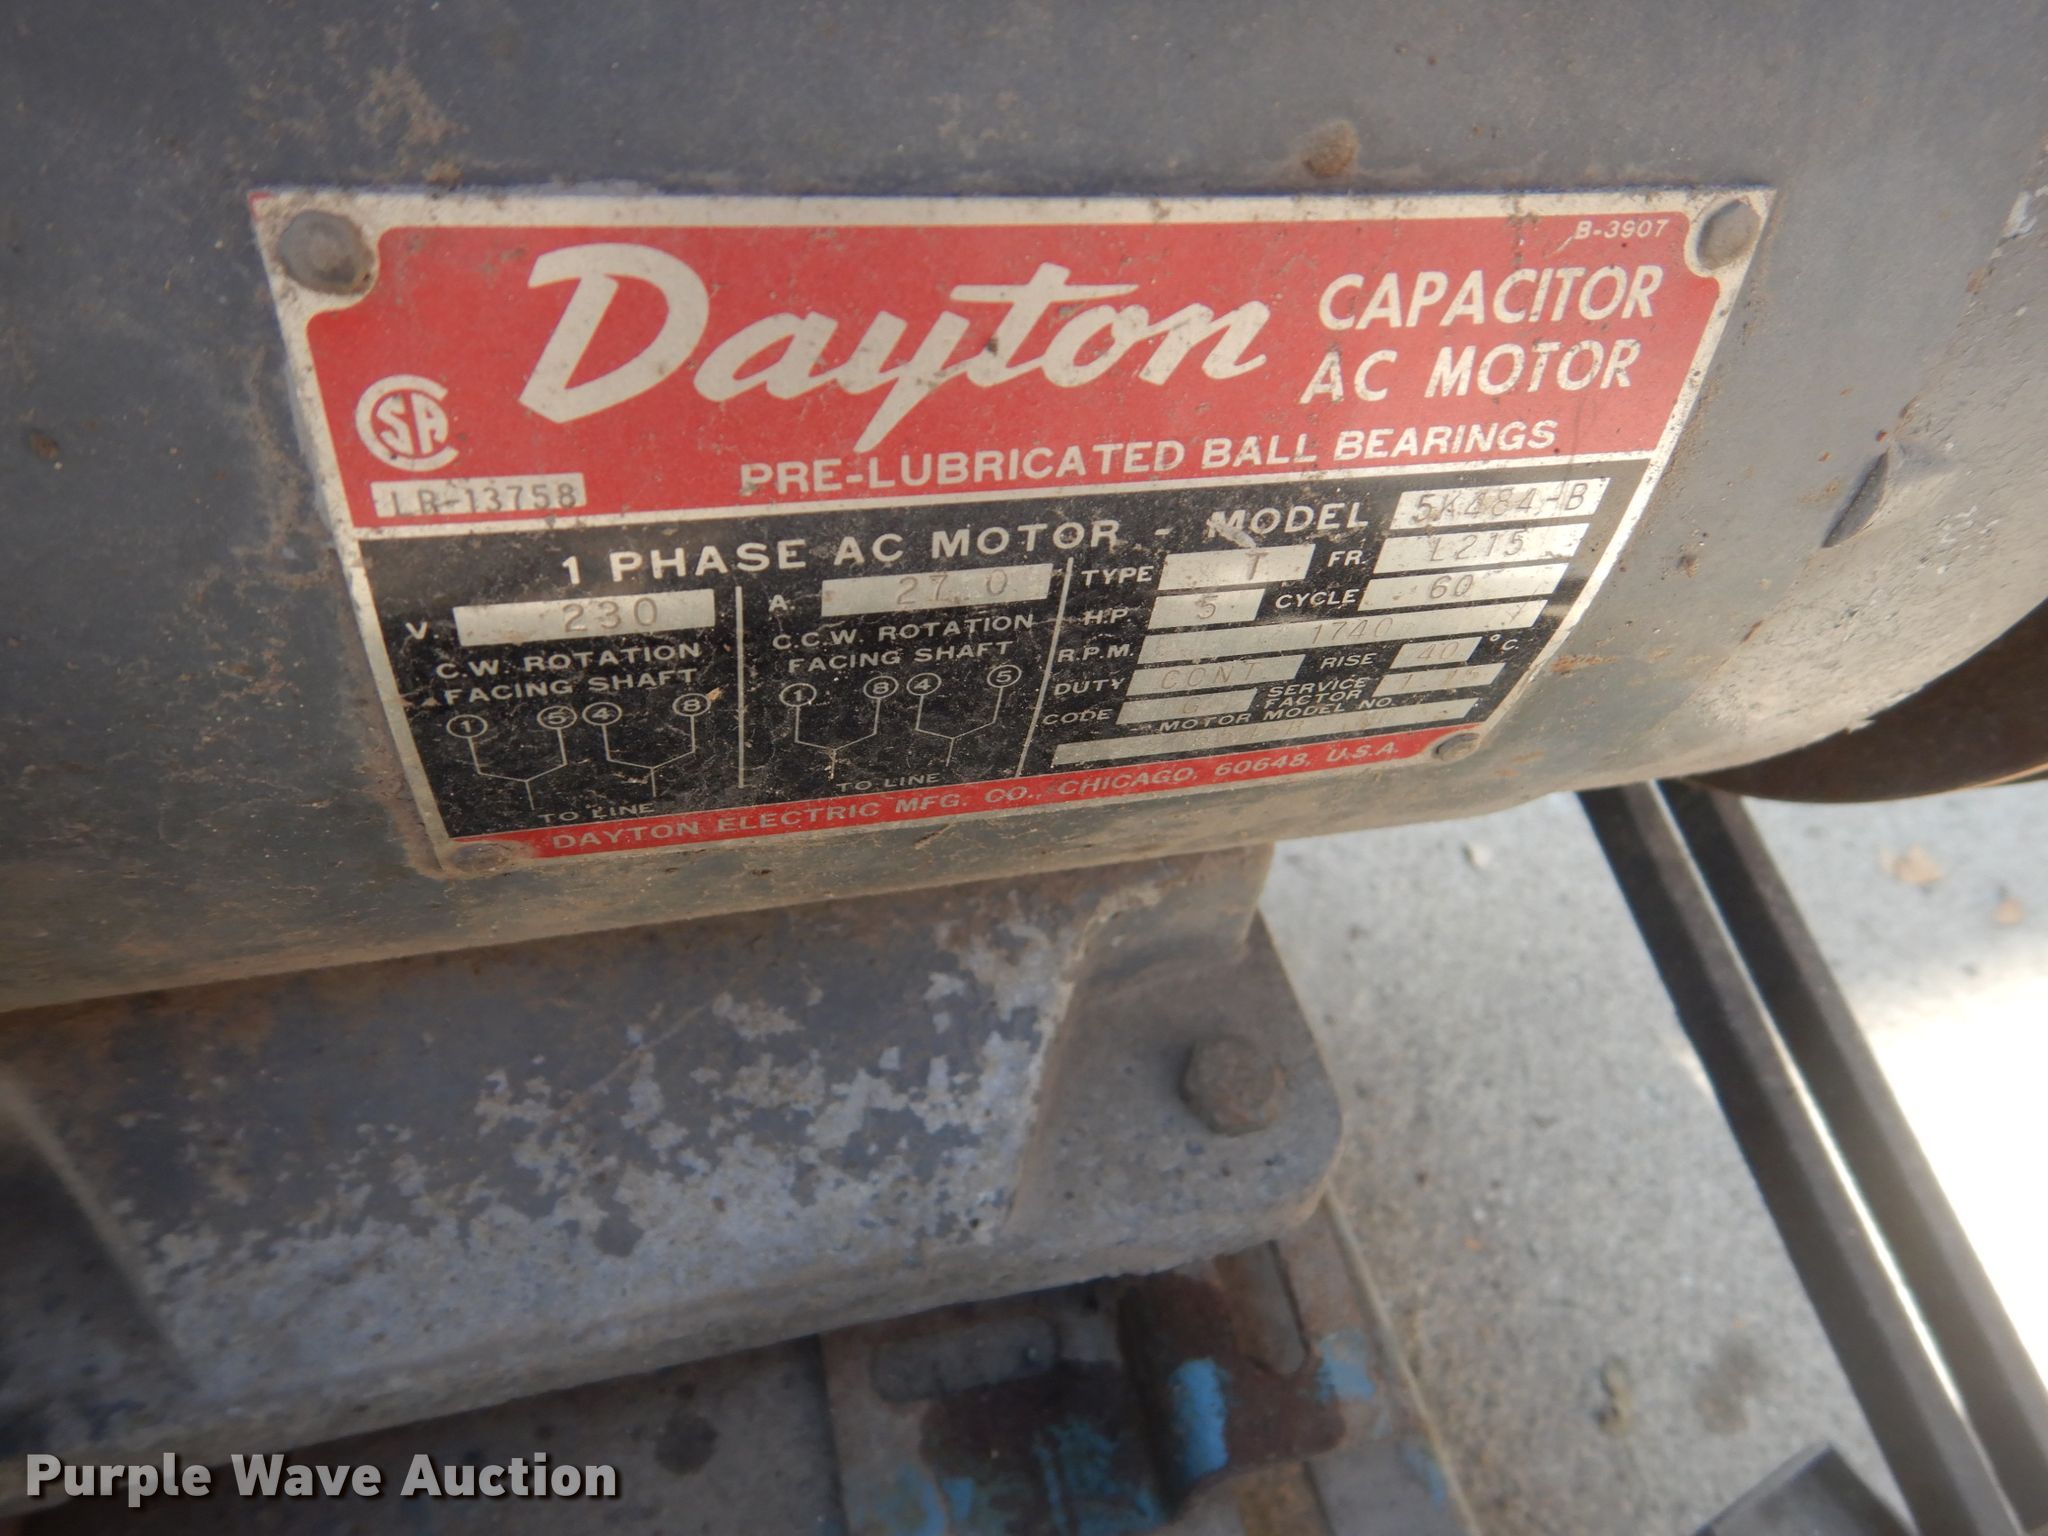 B-3907
Dayton CAPACITOR
AC MOTOR
CSA
LR-13758
PRE-LUBRICATED BALL BEARINGS
1 PHASE AC MOTOR - MODEL 5K484-B
V. 230 A. 27.0 TYPE T FR. L215
H.P. 5 CYCLE 60
R.P.M. 1740
DUTY CONT RISE 40 °C.
CODE G SERVICE FACTOR 1.15
MOTOR MODEL NO.
C.W. ROTATION
FACING SHAFT
1 5 4 8
TO LINE
C.C.W. ROTATION
FACING SHAFT
1 8 4 5
TO LINE
DAYTON ELECTRIC MFG. CO., CHICAGO, 60648, U.S.A.
Purple Wave Auction